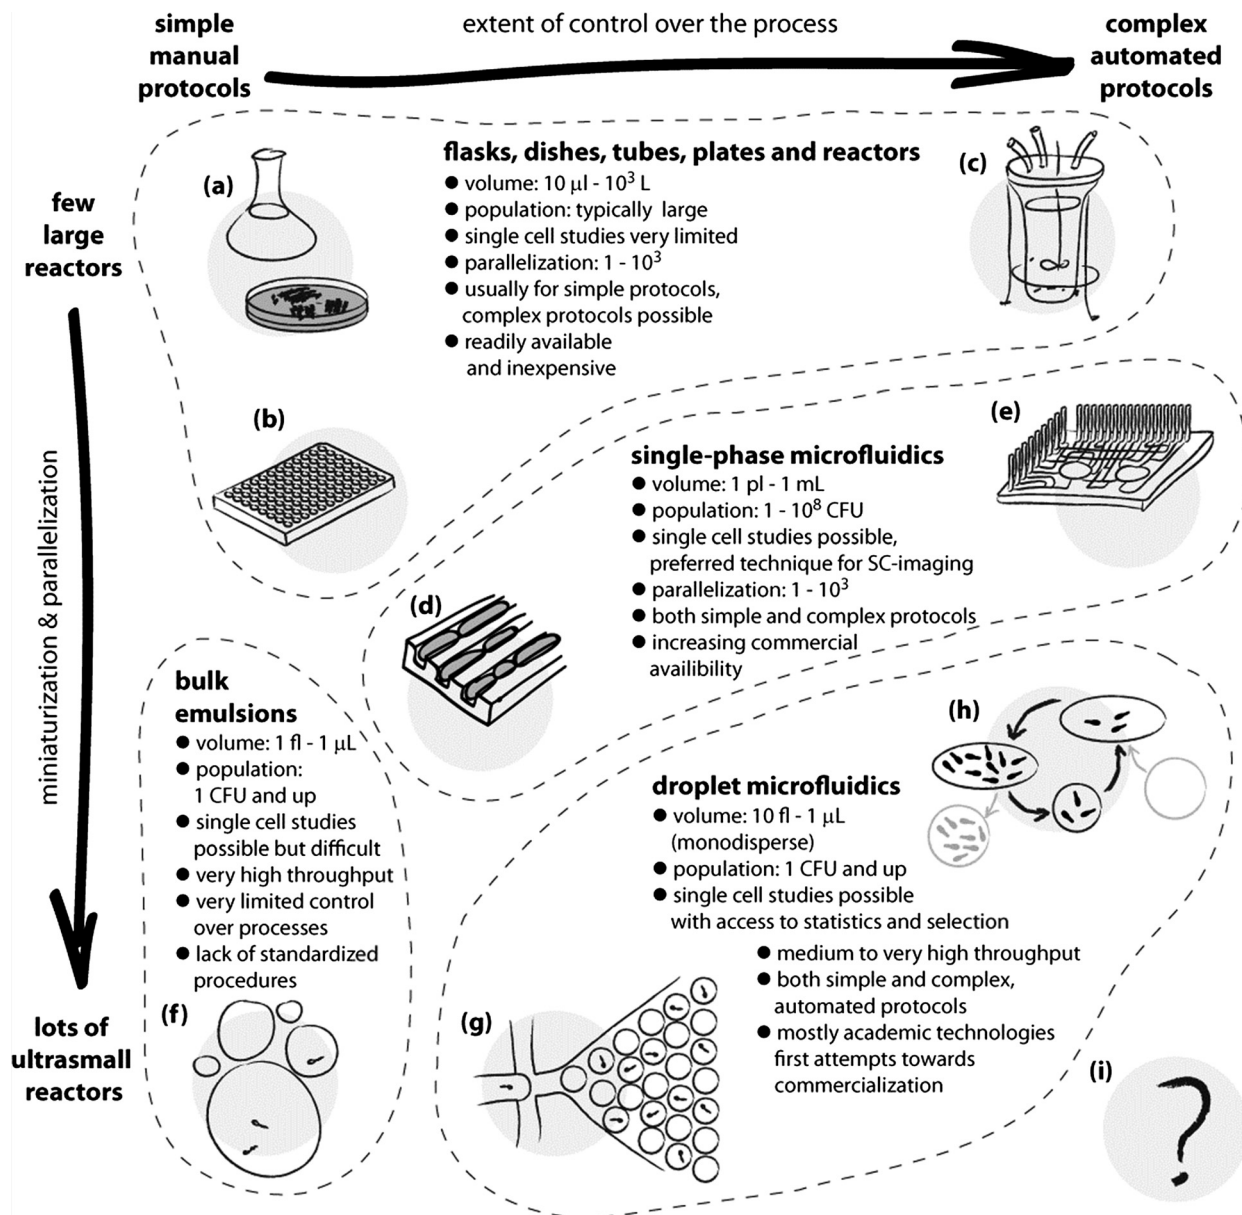 simple
manual
protocols
extent of control over the process
complex
automated
protocols
few
large
reactors
miniaturization & parallelization
lots of
ultrasmall
reactors
(a)
flasks, dishes, tubes, plates and reactors
● volume: 10 μl - 10³ L
● population: typically large
● single cell studies very limited
● parallelization: 1 - 10³
● usually for simple protocols,
complex protocols possible
● readily available
and inexpensive
(c)
(b)
(e)
single-phase microfluidics
● volume: 1 pl - 1 mL
● population: 1 - 10⁸ CFU
● single cell studies possible,
preferred technique for SC-imaging
● parallelization: 1 - 10³
● both simple and complex protocols
● increasing commercial
availibility
(d)
bulk
emulsions
● volume: 1 fl - 1 μL
● population:
1 CFU and up
● single cell studies
possible but difficult
● very high throughput
● very limited control
over processes
● lack of standardized
procedures
(f)
(h)
droplet microfluidics
● volume: 10 fl - 1 μL
(monodisperse)
● population: 1 CFU and up
● single cell studies possible
with access to statistics and selection
● medium to very high throughput
● both simple and complex,
automated protocols
● mostly academic technologies
first attempts towards
commercialization
(g)
(i)
?